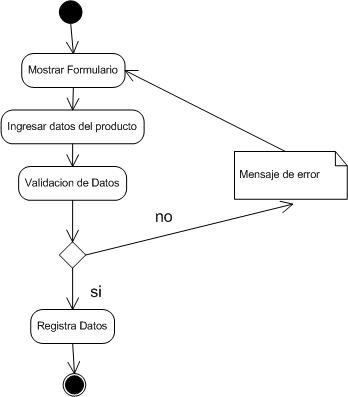 Mostrar Formulario
Ingresar datos del producto
Validacion de Datos
Mensaje de error
no
si
Registra Datos